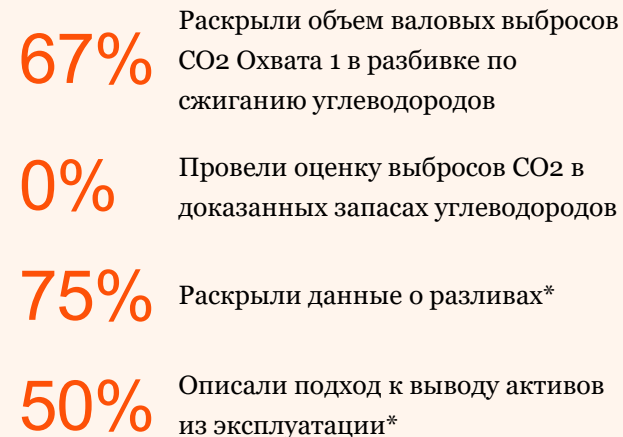 67%
Раскрыли объем валовых выбросов
СО2 Охвата 1 в разбивке по
сжиганию углеводородов
0%
Провели оценку выбросов СО2 в
доказанных запасах углеводородов
75%
Раскрыли данные о разливах*
50%
Описали подход к выводу активов
из эксплуатации*